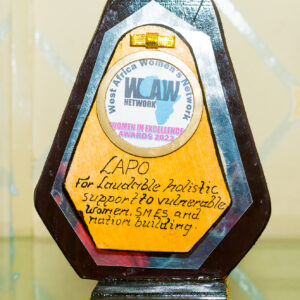 West Africa Women's Network
WAW
NETWORK
WOMEN IN EXCELLENCE
AWARDS 2023
LAPO
For Laudable holistic
support to vulnerable
women, SMEs, and
nation building.